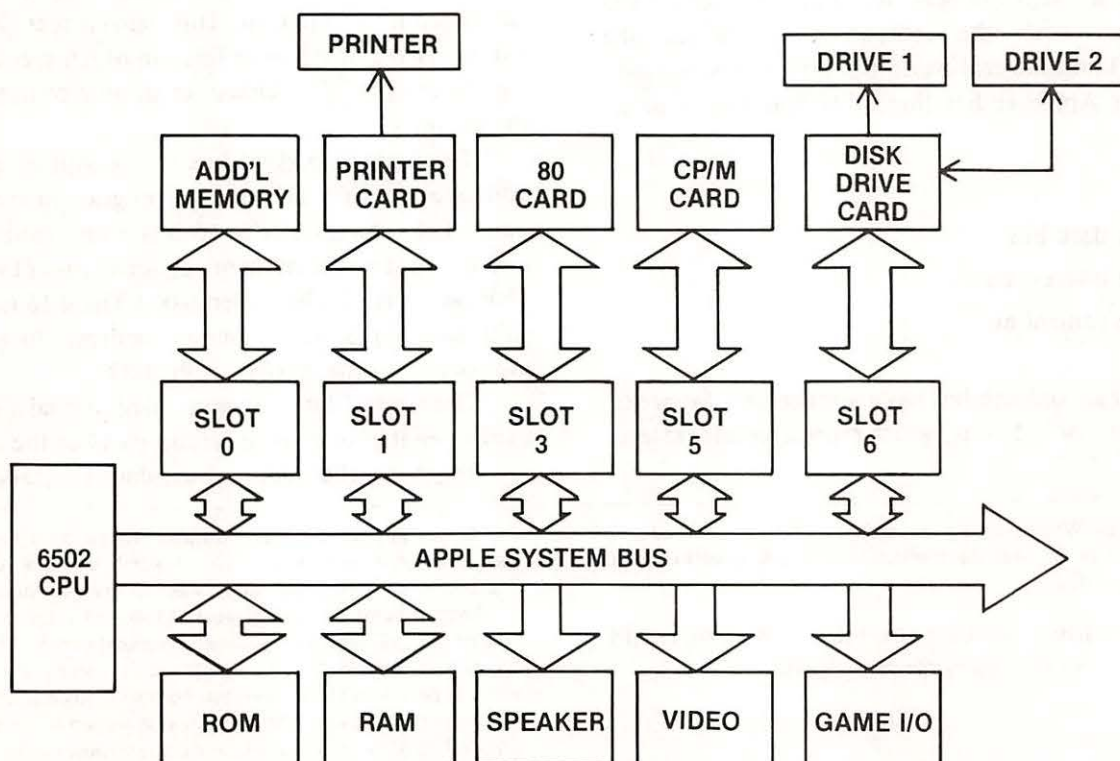 PRINTER
DRIVE 1
DRIVE 2
ADD'L
MEMORY
PRINTER
CARD
80
CARD
CP/M
CARD
DISK
DRIVE
CARD
SLOT
0
SLOT
1
SLOT
3
SLOT
5
SLOT
6
6502
CPU
APPLE SYSTEM BUS
ROM
RAM
SPEAKER
VIDEO
GAME I/O